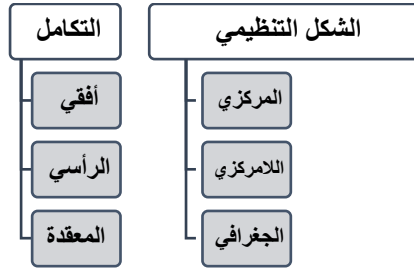 الشكل التنظيمي
المركزي
اللامركزي
الجغرافي
التكامل
أفقي
الرأسي
المعقدة